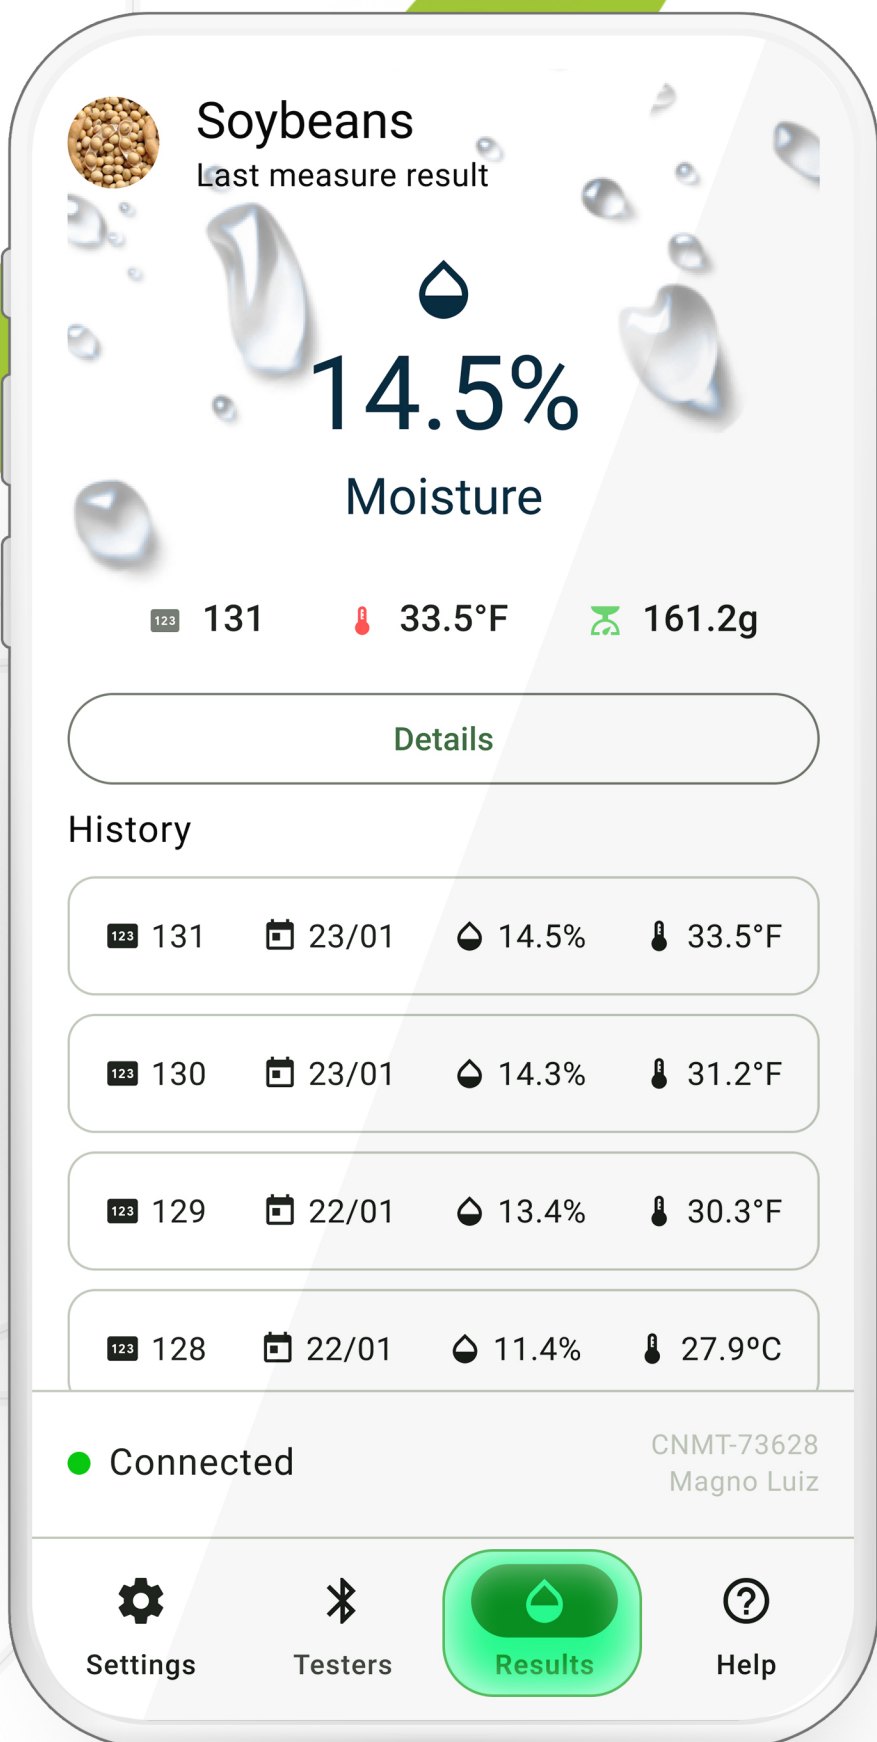 Soybeans
Last measure result
14.5%
Moisture
123 131 33.5°F 161.2g
Details
History
123 131 23/01 14.5% 33.5°F
123 130 23/01 14.3% 31.2°F
123 129 22/01 13.4% 30.3°F
123 128 22/01 11.4% 27.9ºC
Connected
CNMT-73628
Magno Luiz
Settings Testers Results Help